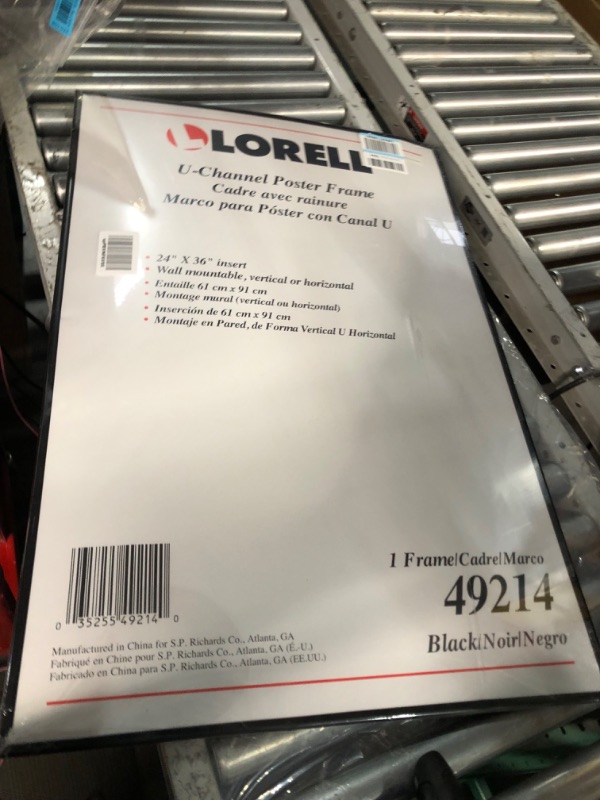 LORELL
U-Channel Poster Frame
Cadre avec rainure
Marco para Póster con Canal U
• 24" X 36" insert
• Wall mountable, vertical or horizontal
• Entaille 61 cm x 91 cm
• Montage mural (vertical ou horizontal)
• Inserción de 61 cm x 91 cm
• Montaje en Pared, de Forma Vertical U Horizontal
1 Frame|Cadre|Marco
49214
Black|Noir|Negro
0 35255 49214 0
Manufactured in China for S.P. Richards Co., Atlanta, GA
Fabriqué en Chine pour S.P. Richards Co., Atlanta, GA (É.-U.)
Fabricado en China para S.P. Richards Co., Atlanta, GA (EE.UU.)